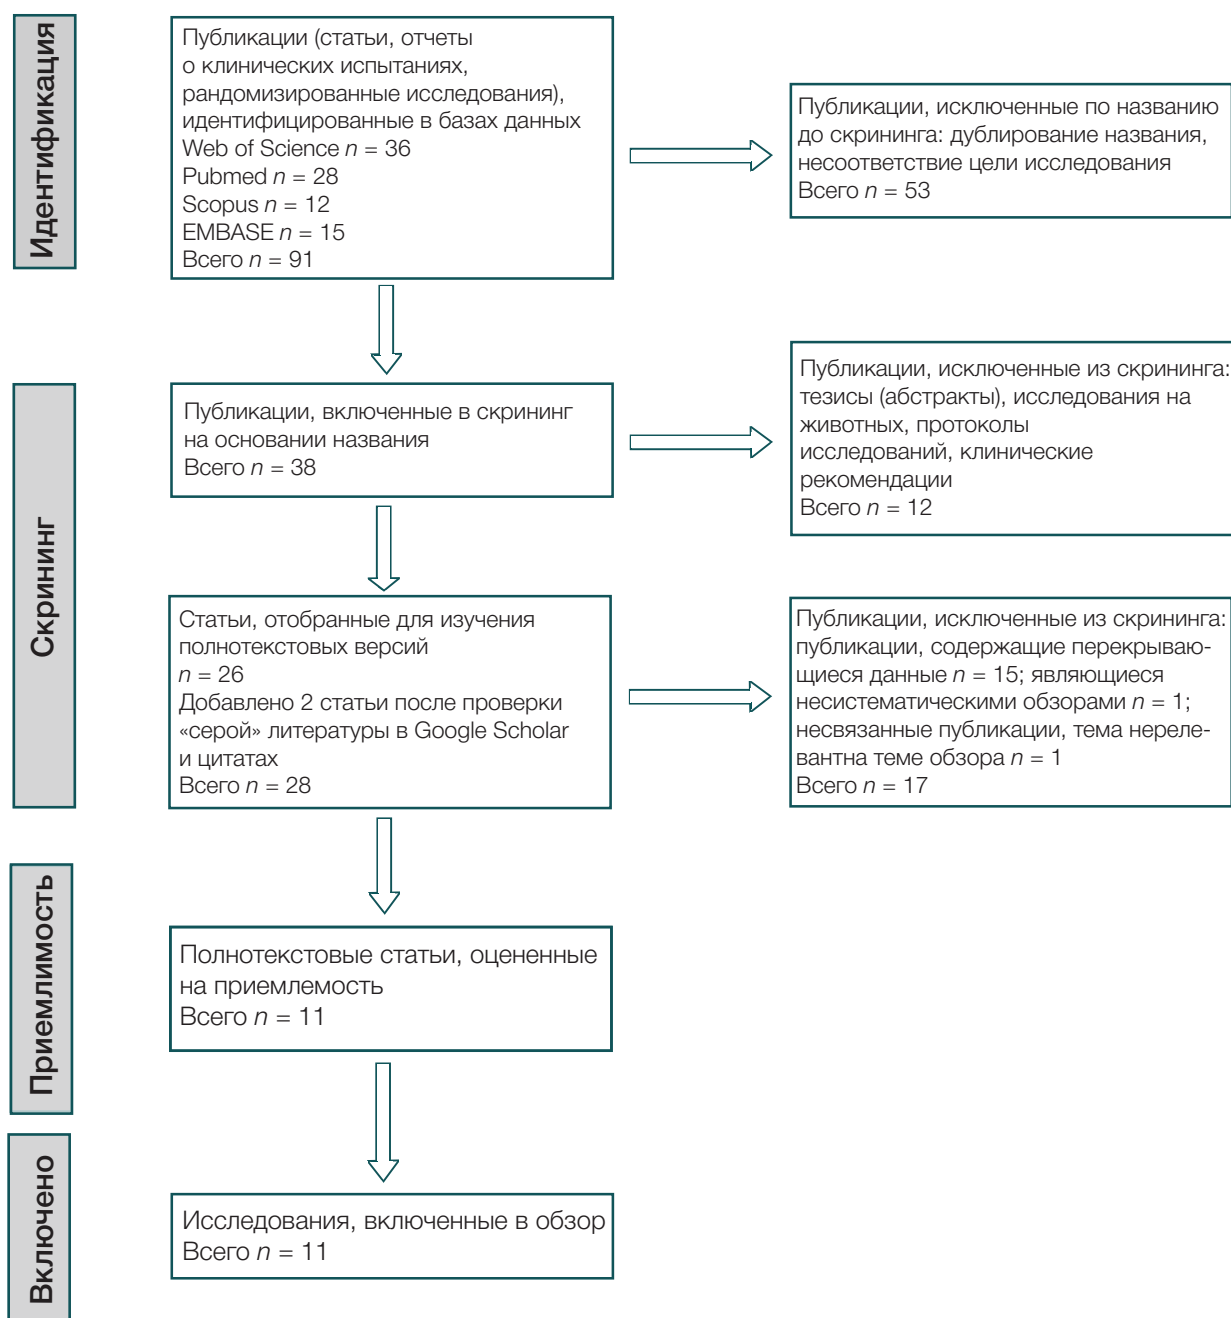 Идентификация
Публикации (статьи, отчеты
о клинических испытаниях,
рандомизированные исследования),
идентифицированные в базах данных
Web of Science n = 36
Pubmed n = 28
Scopus n = 12
EMBASE n = 15
Всего n = 91
Публикации, исключенные по названию
до скрининга: дублирование названия,
несоответствие цели исследования
Всего n = 53
Скрининг
Публикации, включенные в скрининг
на основании названия
Всего n = 38
Публикации, исключенные из скрининга:
тезисы (абстракты), исследования на
животных, протоколы
исследований, клинические
рекомендации
Всего n = 12
Статьи, отобранные для изучения
полнотекстовых версий
n = 26
Добавлено 2 статьи после проверки
«серой» литературы в Google Scholar
и цитатах
Всего n = 28
Публикации, исключенные из скрининга:
публикации, содержащие перекрываю-
щиеся данные n = 15; являющиеся
несистематическими обзорами n = 1;
несвязанные публикации, тема нереле-
вантна теме обзора n = 1
Всего n = 17
Приемлимость
Полнотекстовые статьи, оцененные
на приемлемость
Всего n = 11
Включено
Исследования, включенные в обзор
Всего n = 11